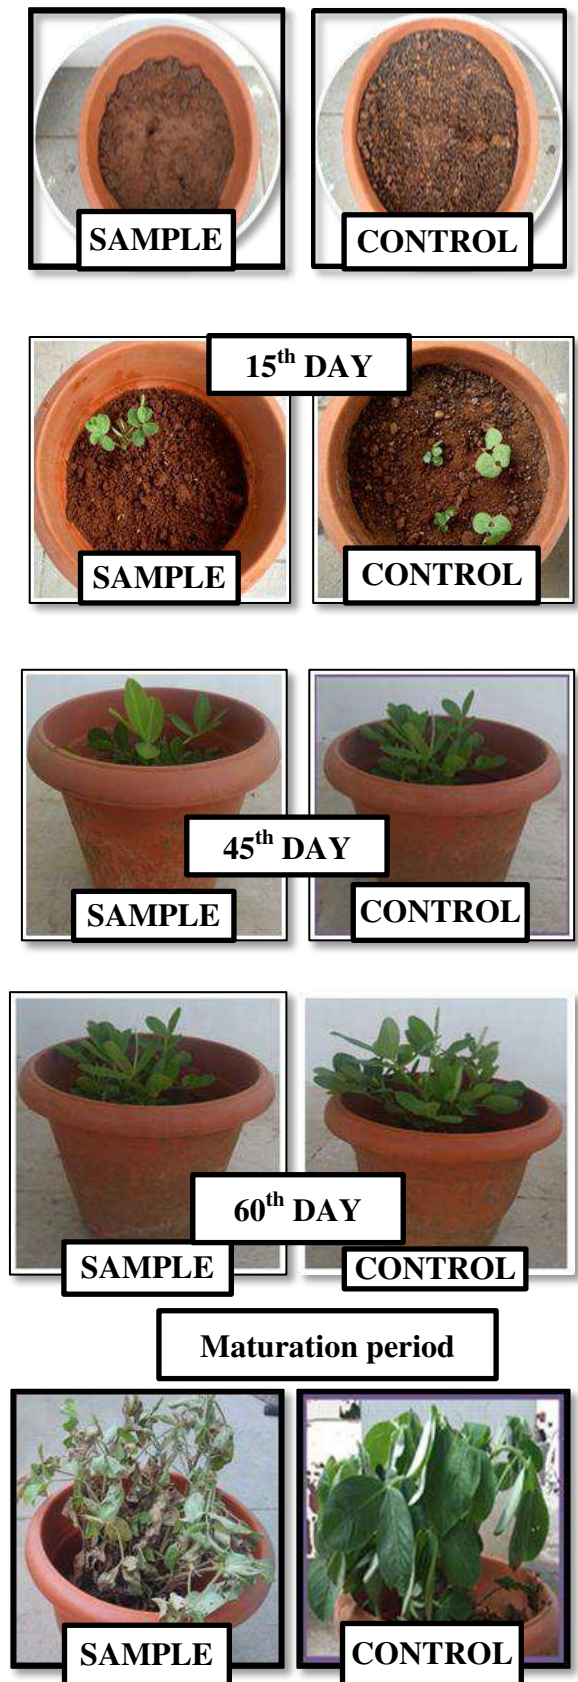 SAMPLE
CONTROL
15th DAY
SAMPLE
CONTROL
45th DAY
SAMPLE
CONTROL
60th DAY
SAMPLE
CONTROL
Maturation period
SAMPLE
CONTROL